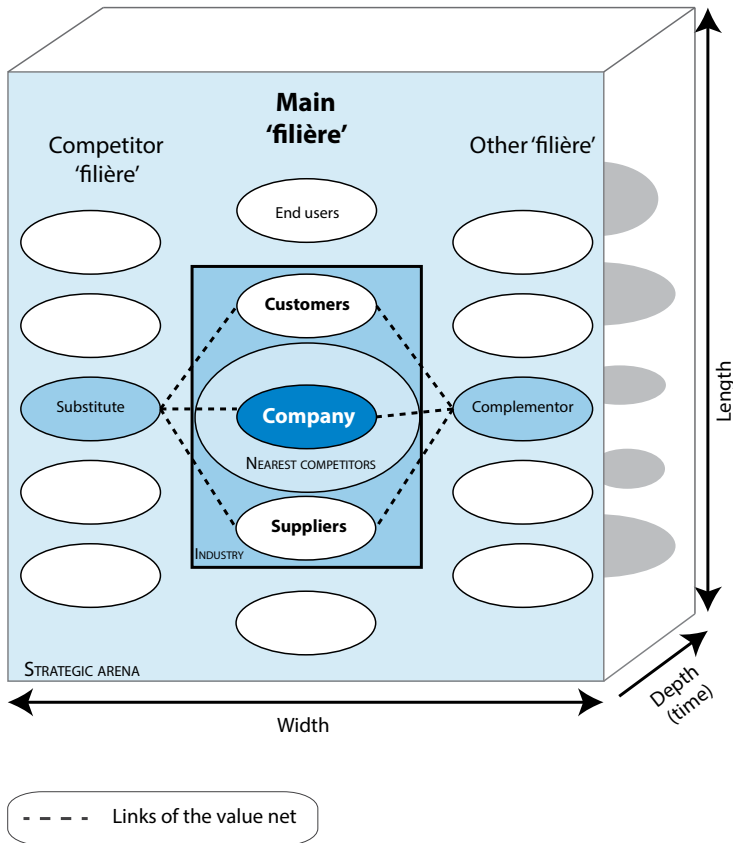 Main
'filière'
Competitor
'filière'
Other 'filière'
End users
Customers
Substitute
Company
Complementor
NEAREST COMPETITORS
Suppliers
INDUSTRY
STRATEGIC ARENA
Width
Length
Depth
(time)
Links of the value net